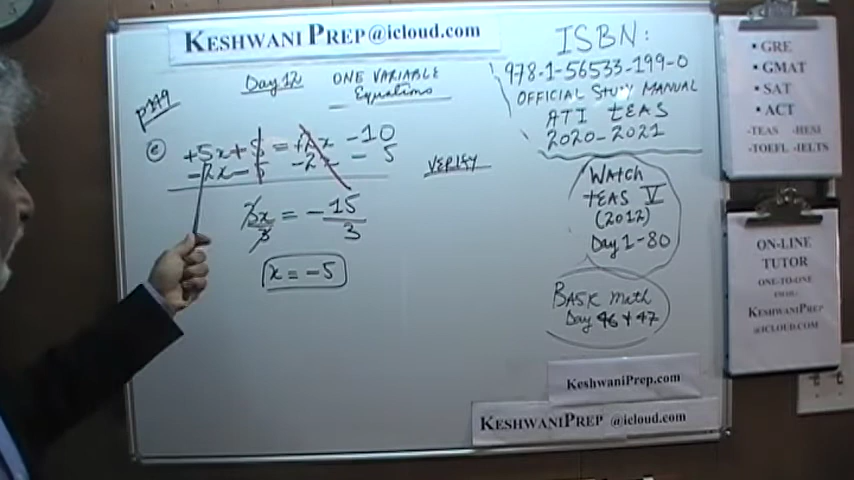 KESHWANI PREP@icloud.com
Day 12 ONE VARIABLE
Equations
P249
e +5x + 5 = +2x - 10
-2x - 5 -2x - 5
3x = - 15
3 3
x = -5
VERIFY
ISBN:
978-1-56533-199-0
OFFICIAL STUDY MANUAL
ATI TEAS
2020-2021
WATCH
TEAS V
(2012)
Day 1-80
BASK Math
Day 46 & 47
KeshwaniPrep.com
KESHWANIPREP @icloud.com
• GRE
• GMAT
• SAT
• ACT
-TEAS -HESI
-TOEFL -IELTS
ON-LINE
TUTOR
ONE-TO-ONE
KESHWANIPREP
@ICLOUD.COM